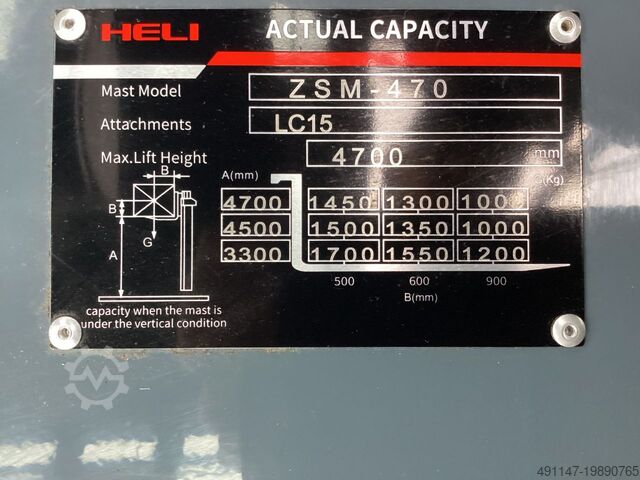 HELI ACTUAL CAPACITY
Mast Model ZSM-470
Attachments LC15
Max.Lift Height 4700 mm
B A(mm) G(Kg)
4700 1450 1300 1000
B 4500 1500 1350 1000
G
A 3300 1700 1550 1200
500 600 900
B(mm)
capacity when the mast is
under the vertical condition
491147-19890765